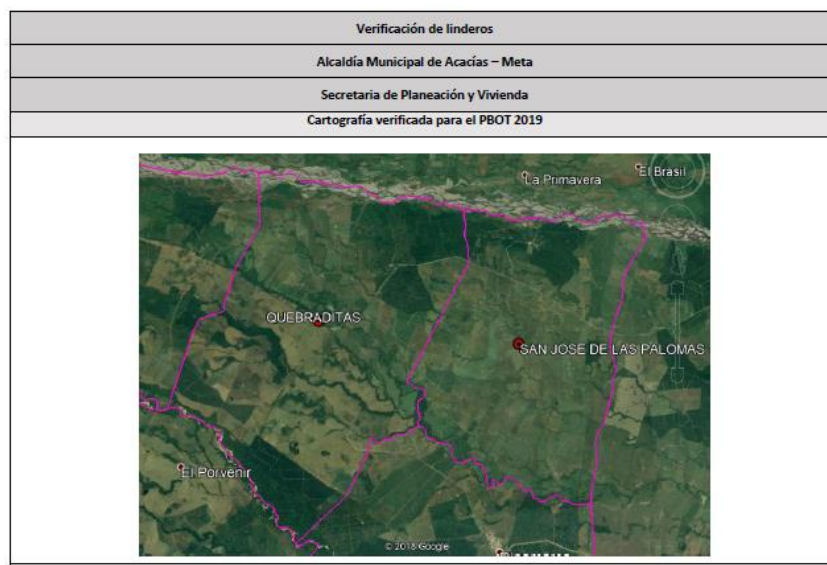 Verificación de linderos
Alcaldía Municipal de Acacías – Meta
Secretaria de Planeación y Vivienda
Cartografía verificada para el PBOT 2019
La Primavera
El Brasil
QUEBRADITAS
SAN JOSE DE LAS PALOMAS
El Porvenir
© 2018 Google